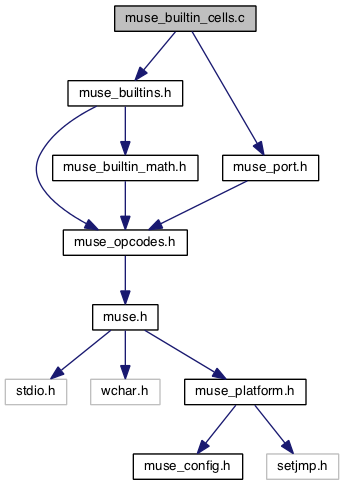 muse_builtin_cells.c
muse_builtins.h
muse_builtin_math.h
muse_port.h
muse_opcodes.h
muse.h
stdio.h
wchar.h
muse_platform.h
muse_config.h
setjmp.h